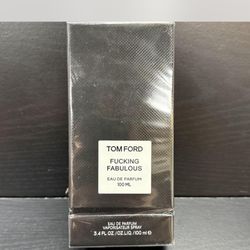 TOM FORD
FUCKING
FABULOUS
EAU DE PARFUM
100 ML
EAU DE PARFUM
VAPORISATEUR SPRAY
3.4 FL.OZ./OZ.LIQ./100 ml ℮